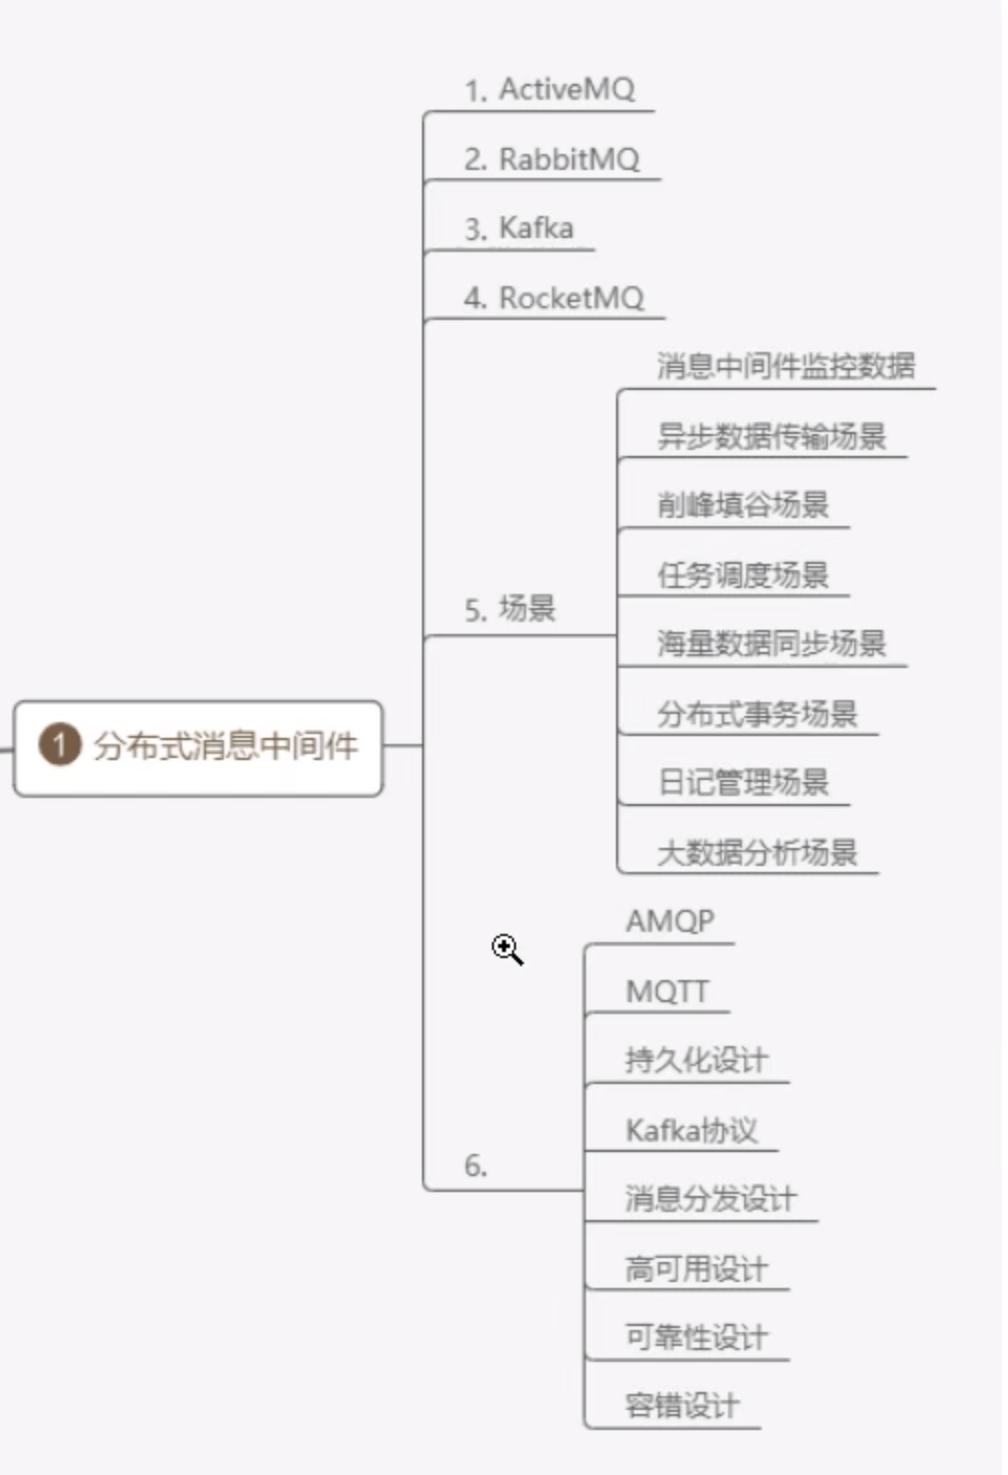 1. ActiveMQ
2. RabbitMQ
3. Kafka
4. RocketMQ
消息中间件监控数据
异步数据传输场景
削峰填谷场景
任务调度场景
5. 场景
海量数据同步场景
分布式事务场景
1 分布式消息中间件
日记管理场景
大数据分析场景
AMQP
MQTT
持久化设计
Kafka协议
6.
消息分发设计
高可用设计
可靠性设计
容错设计